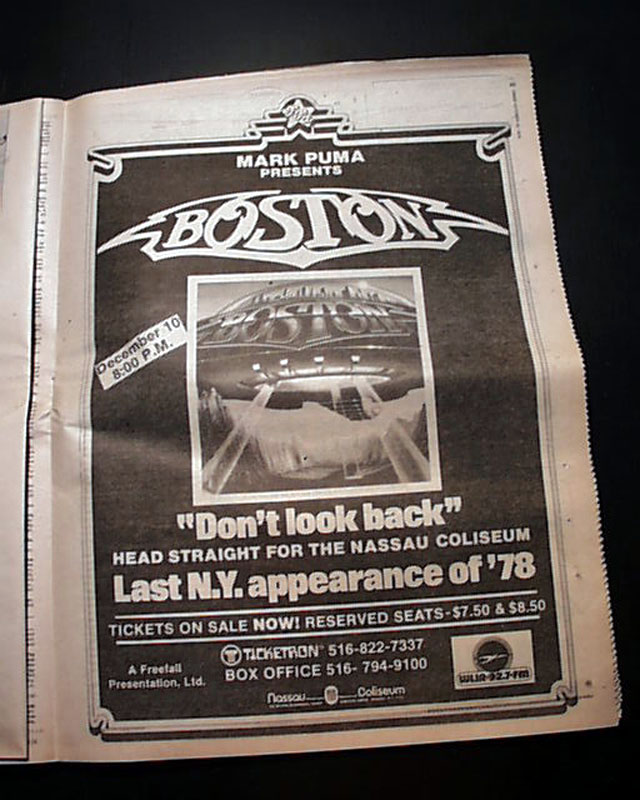 MARK PUMA
PRESENTS
BOSTON
BOSTON
December 10
8:00 P.M.
"Don't look back"
HEAD STRAIGHT FOR THE NASSAU COLISEUM
Last N.Y. appearance of '78
TICKETS ON SALE NOW! RESERVED SEATS-$7.50 & $8.50
TICKETRON 516-822-7337
BOX OFFICE 516-794-9100
A Freefall
Presentation, Ltd.
WLIR-92.7-FM
Nassau Coliseum